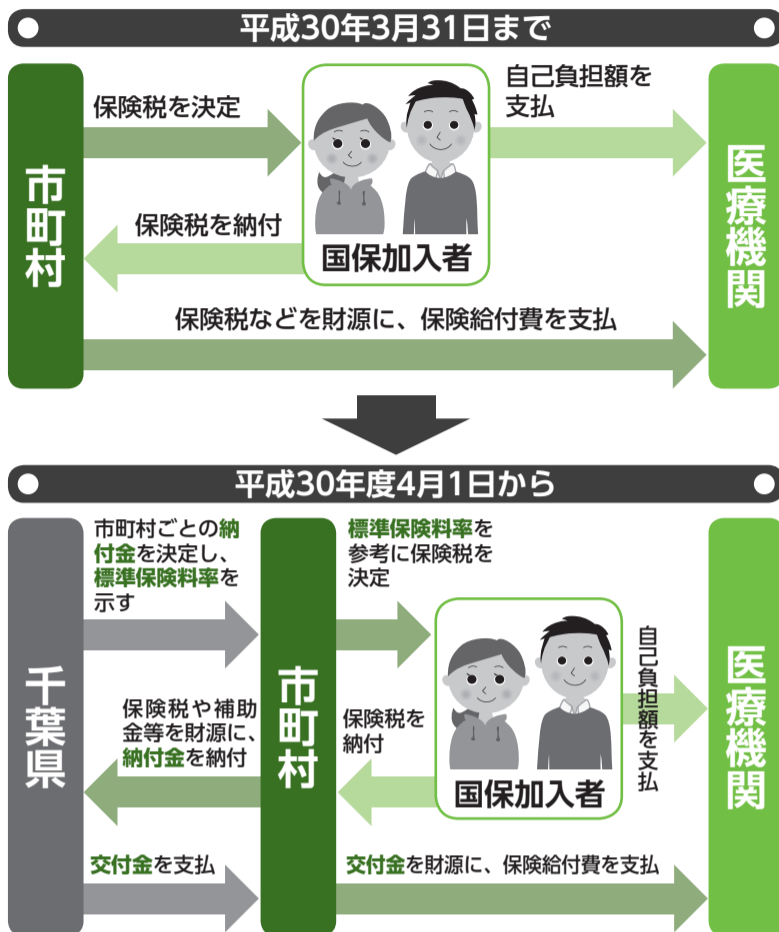 平成30年3月31日まで
市町村
保険税を決定
保険税を納付
国保加入者
自己負担額を
支払
保険税などを財源に、保険給付費を支払
医療機関
平成30年度4月1日から
千葉県
市町村ごとの納
付金を決定し、
標準保険料率を
示す
保険税や補助
金等を財源に、
納付金を納付
交付金を支払
市町村
標準保険料率を
参考に保険税を
決定
保険税を
納付
国保加入者
自己負担額を支払
交付金を財源に、保険給付費を支払
医療機関